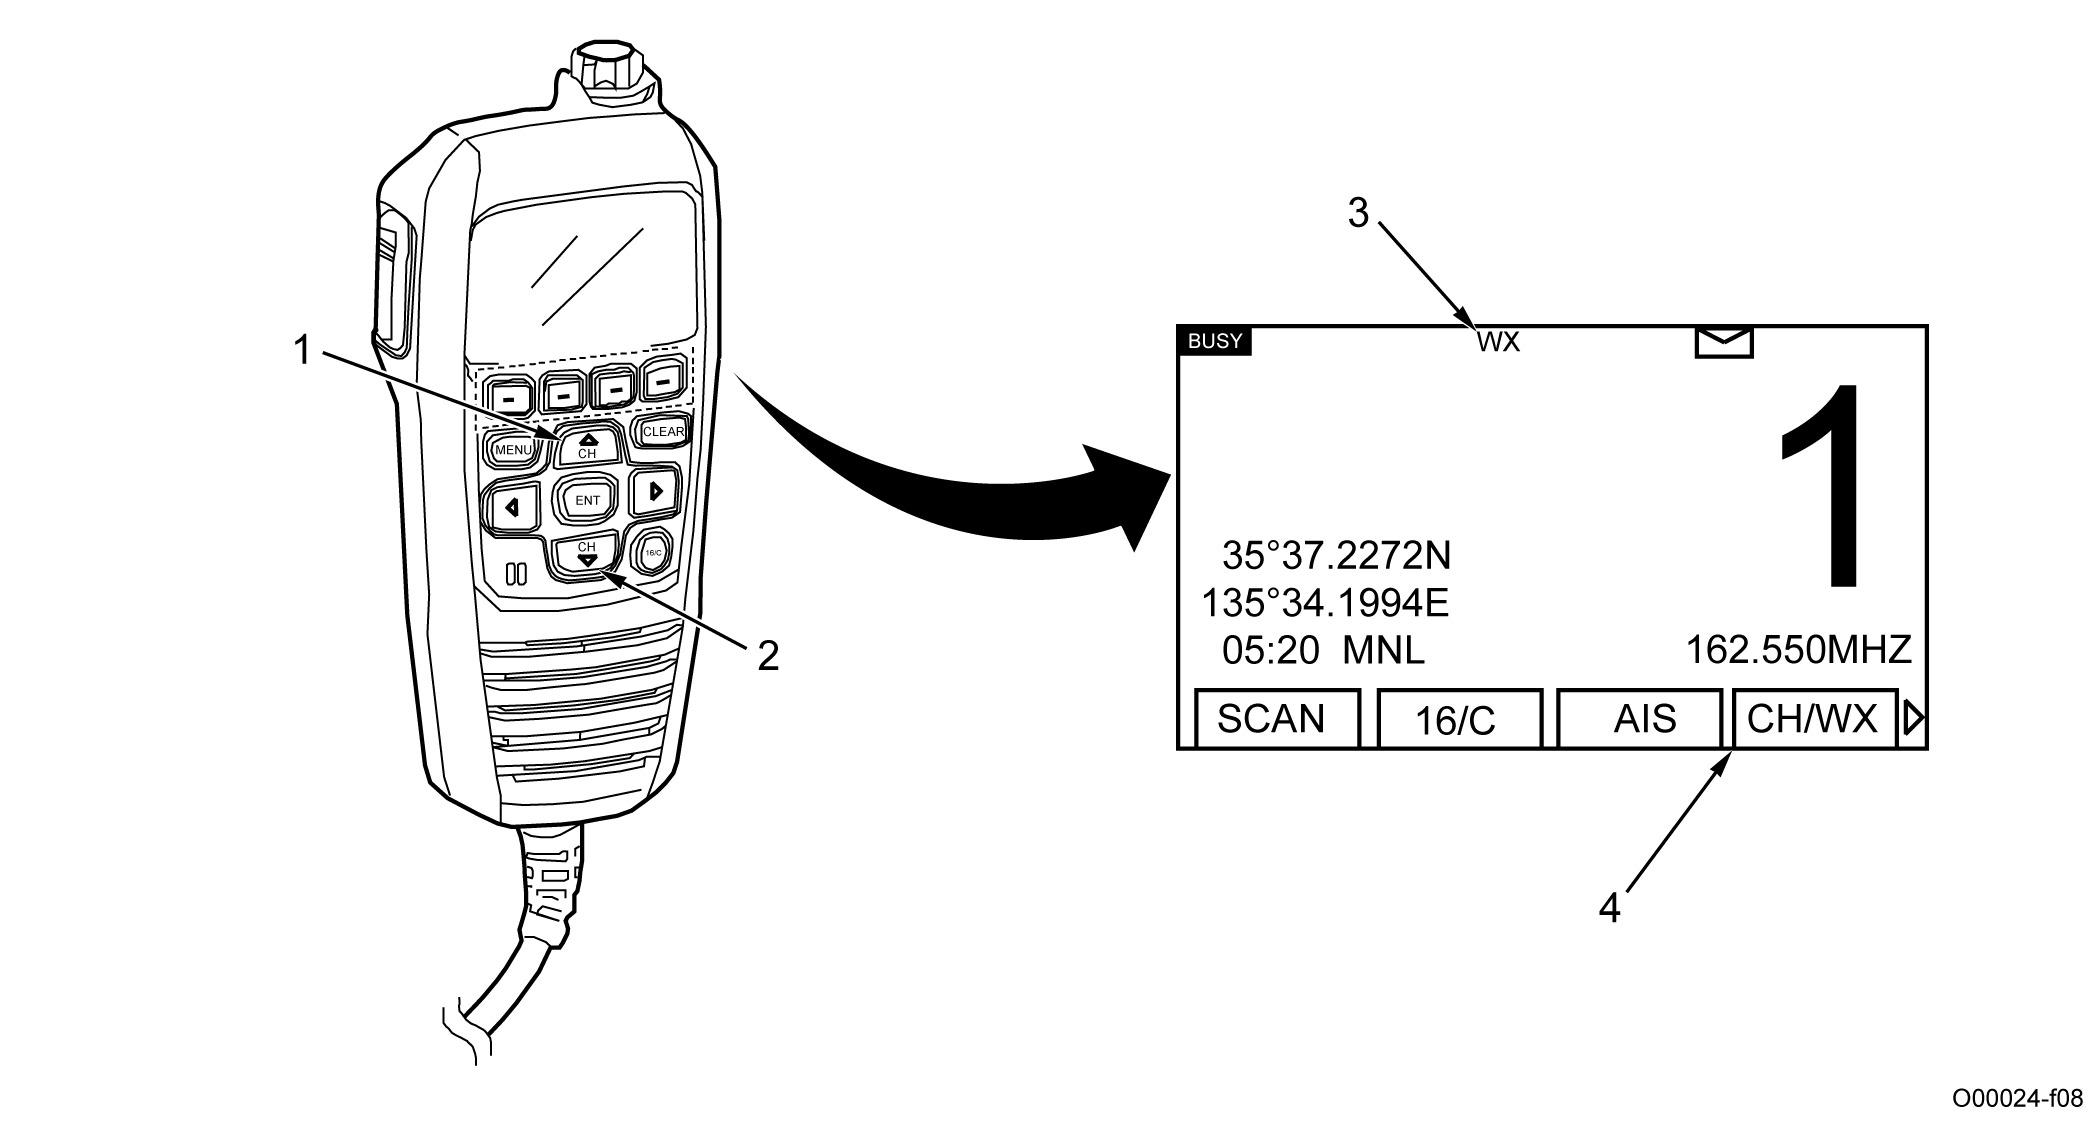 3
BUSY
WX
1
1
MENU
CH
CLEAR
ENT
CH
16/C
2
35°37.2272N
135°34.1994E
05:20 MNL
162.550MHZ
SCAN
16/C
AIS
CH/WX
4
O00024-f08